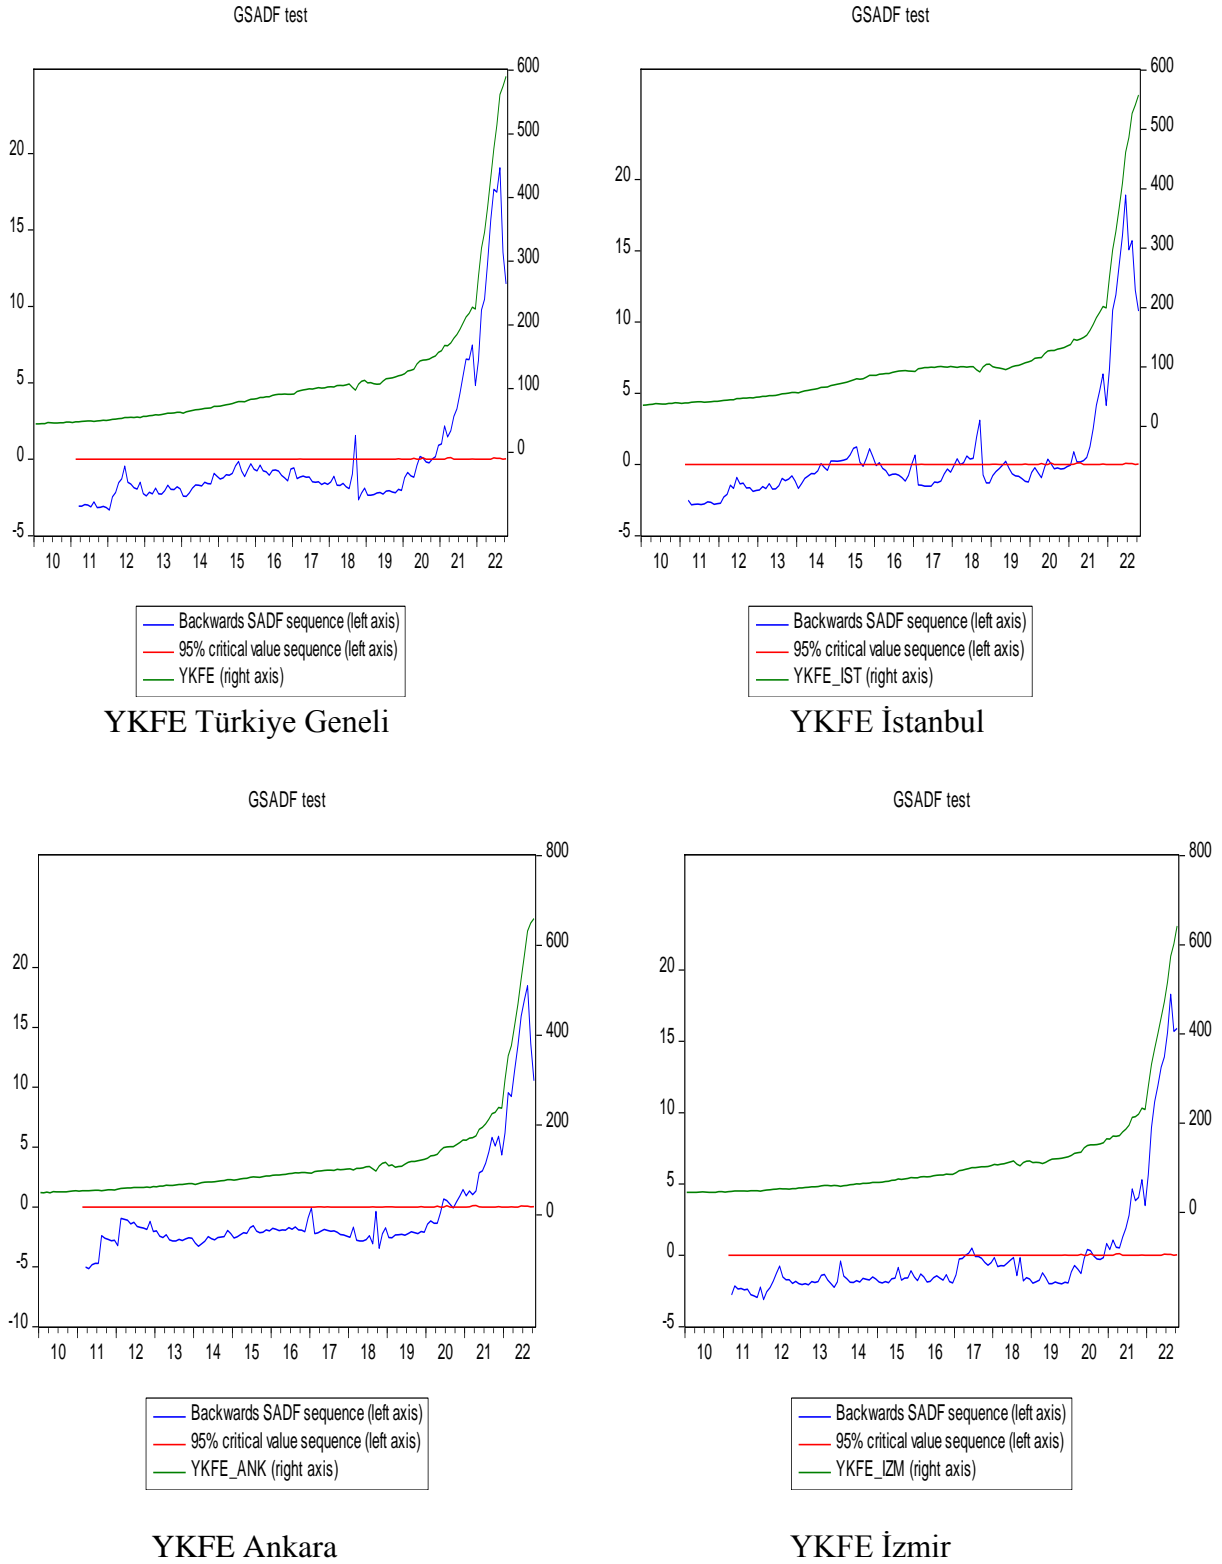 GSADF test
600
500
400
300
200
100
0
20
15
10
5
0
-5
10 11 12 13 14 15 16 17 18 19 20 21 22
Backwards SADF sequence (left axis)
95% critical value sequence (left axis)
YKFE (right axis)
YKFE Türkiye Geneli
GSADF test
600
500
400
300
200
100
0
20
15
10
5
0
-5
10 11 12 13 14 15 16 17 18 19 20 21 22
Backwards SADF sequence (left axis)
95% critical value sequence (left axis)
YKFE_IST (right axis)
YKFE İstanbul
GSADF test
800
600
400
200
0
20
15
10
5
0
-5
-10
10 11 12 13 14 15 16 17 18 19 20 21 22
Backwards SADF sequence (left axis)
95% critical value sequence (left axis)
YKFE_ANK (right axis)
YKFE Ankara
GSADF test
800
600
400
200
0
20
15
10
5
0
-5
10 11 12 13 14 15 16 17 18 19 20 21 22
Backwards SADF sequence (left axis)
95% critical value sequence (left axis)
YKFE_IZM (right axis)
YKFE İzmir